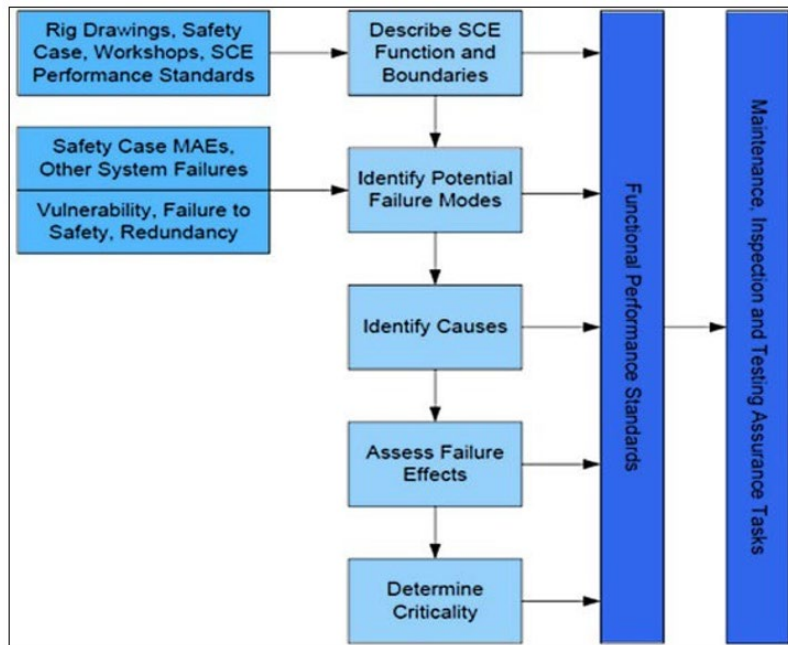 Rig Drawings, Safety
Case, Workshops, SCE
Performance Standards
Describe SCE
Function and
Boundaries
Safety Case MAEs,
Other System Failures
Vulnerability, Failure to
Safety, Redundancy
Identify Potential
Failure Modes
Identify Causes
Assess Failure
Effects
Determine
Criticality
Functional Performance Standards
Maintenance, Inspection and Testing Assurance Tasks